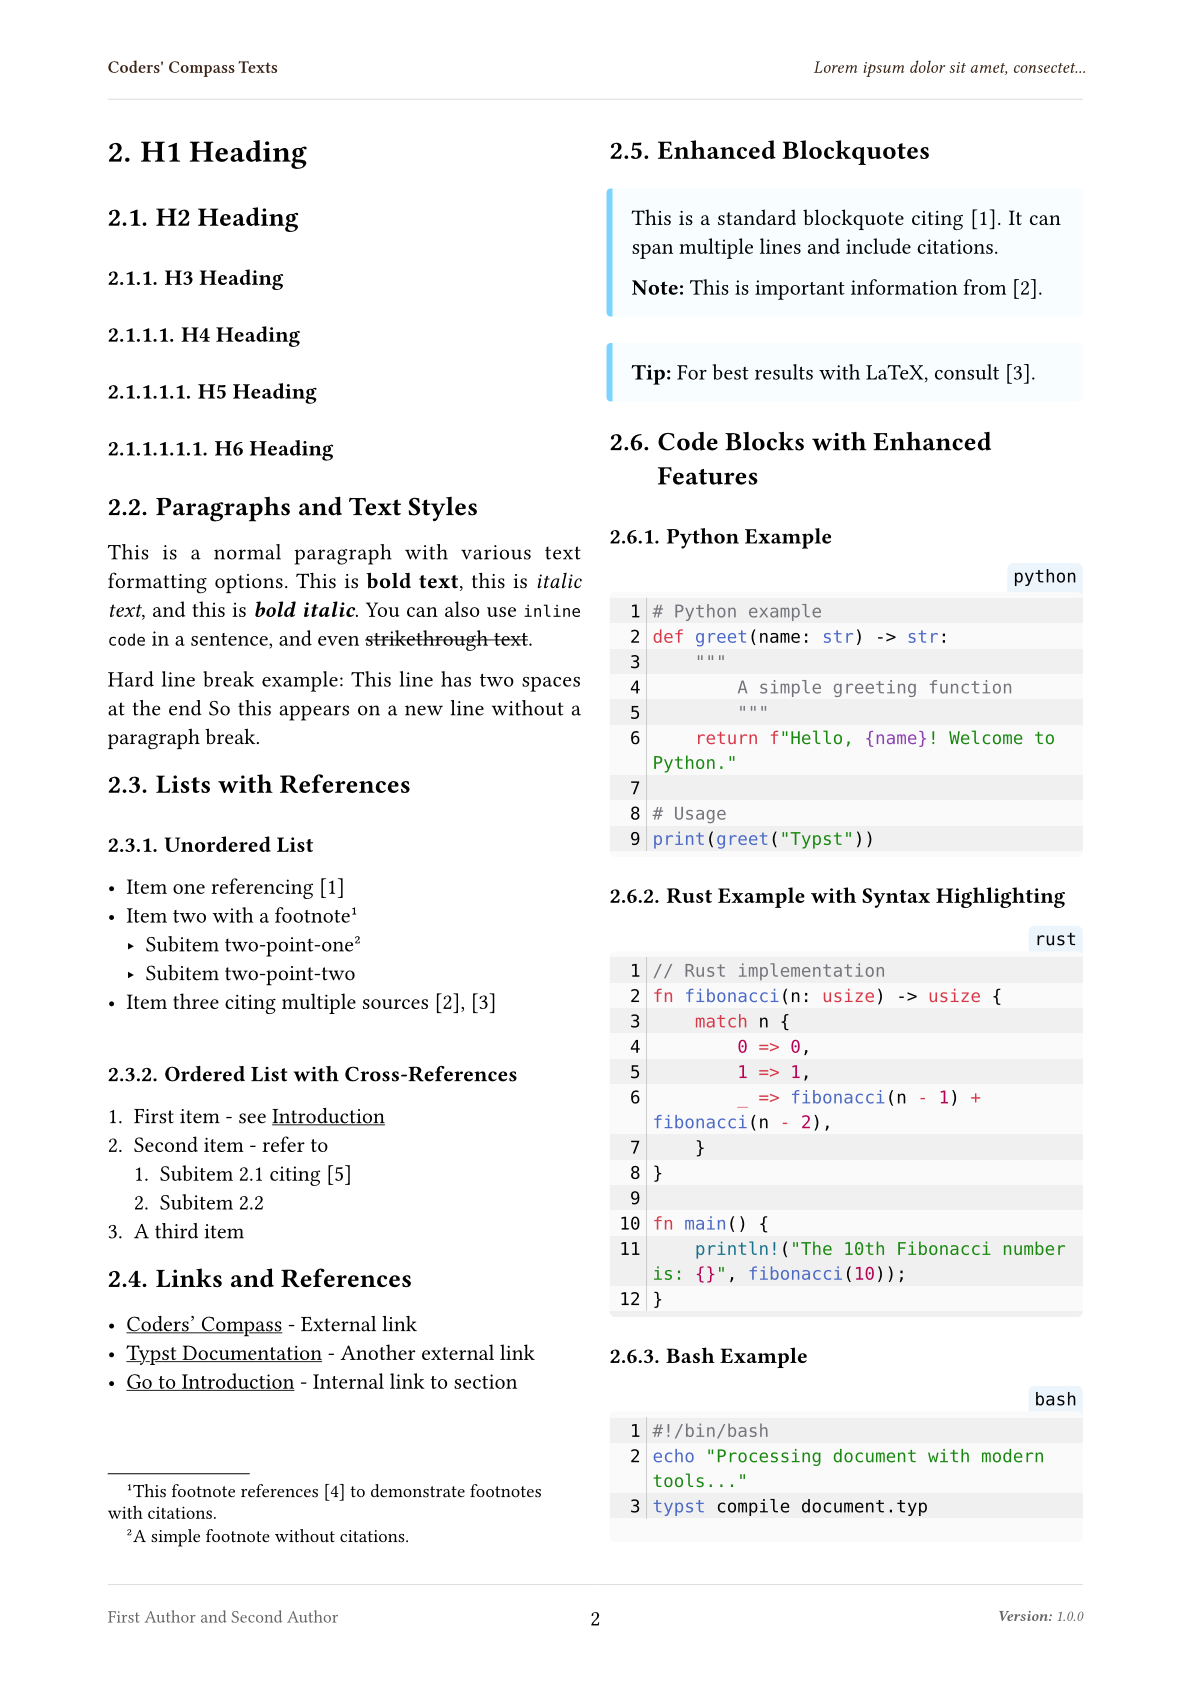 Coders' Compass Texts
Lorem ipsum dolor sit amet, consectet...
2. H1 Heading
2.1. H2 Heading
2.1.1. H3 Heading
2.1.1.1. H4 Heading
2.1.1.1.1. H5 Heading
2.1.1.1.1.1. H6 Heading
2.2. Paragraphs and Text Styles
This is a normal paragraph with various text
formatting options. This is bold text, this is italic
text, and this is bold italic. You can also use inline
code in a sentence, and even strikethrough text.
Hard line break example: This line has two spaces
at the end So this appears on a new line without a
paragraph break.
2.3. Lists with References
2.3.1. Unordered List
• Item one referencing [1]
• Item two with a footnote¹
‣ Subitem two-point-one²
‣ Subitem two-point-two
• Item three citing multiple sources [2], [3]
2.3.2. Ordered List with Cross-References
1. First item - see Introduction
2. Second item - refer to
1. Subitem 2.1 citing [5]
2. Subitem 2.2
3. A third item
2.4. Links and References
• Coders’ Compass - External link
• Typst Documentation - Another external link
• Go to Introduction - Internal link to section
¹This footnote references [4] to demonstrate footnotes
with citations.
²A simple footnote without citations.
2.5. Enhanced Blockquotes
This is a standard blockquote citing [1]. It can
span multiple lines and include citations.
Note: This is important information from [2].
Tip: For best results with LaTeX, consult [3].
2.6. Code Blocks with Enhanced
Features
2.6.1. Python Example
python
1 # Python example
2 def greet(name: str) -> str:
3     """
4         A simple greeting function
5         """
6     return f"Hello, {name}! Welcome to
Python."
7
8 # Usage
9 print(greet("Typst"))
2.6.2. Rust Example with Syntax Highlighting
rust
1 // Rust implementation
2 fn fibonacci(n: usize) -> usize {
3     match n {
4         0 => 0,
5         1 => 1,
6         _ => fibonacci(n - 1) +
fibonacci(n - 2),
7     }
8 }
9
10 fn main() {
11     println!("The 10th Fibonacci number
is: {}", fibonacci(10));
12 }
2.6.3. Bash Example
bash
1 #!/bin/bash
2 echo "Processing document with modern
tools..."
3 typst compile document.typ
First Author and Second Author
2
Version: 1.0.0